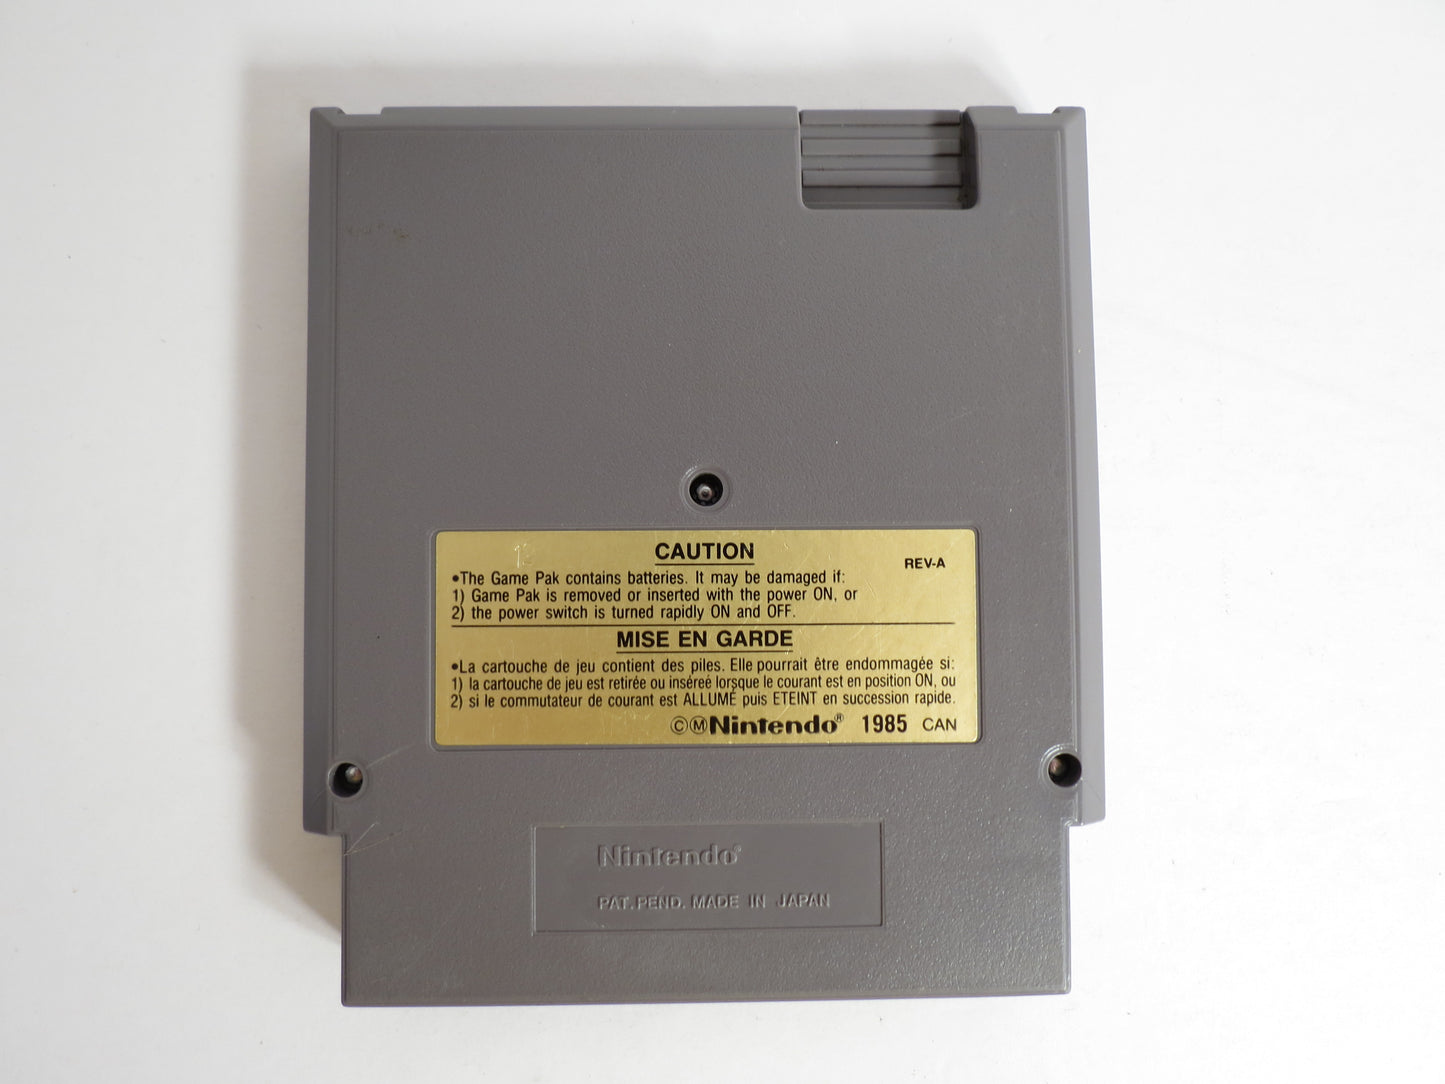 CAUTION
REV-A
•The Game Pak contains batteries. It may be damaged if:
1) Game Pak is removed or inserted with the power ON, or
2) the power switch is turned rapidly ON and OFF.
MISE EN GARDE
•La cartouche de jeu contient des piles. Elle pourrait être endommagée si:
1) la cartouche de jeu est retirée ou insérée lorsque le courant est en position ON, ou
2) si le commutateur de courant est ALLUMÉ puis ETEINT en succession rapide.
©ⓂNintendo® 1985 CAN
Nintendo®
PAT. PEND. MADE IN JAPAN